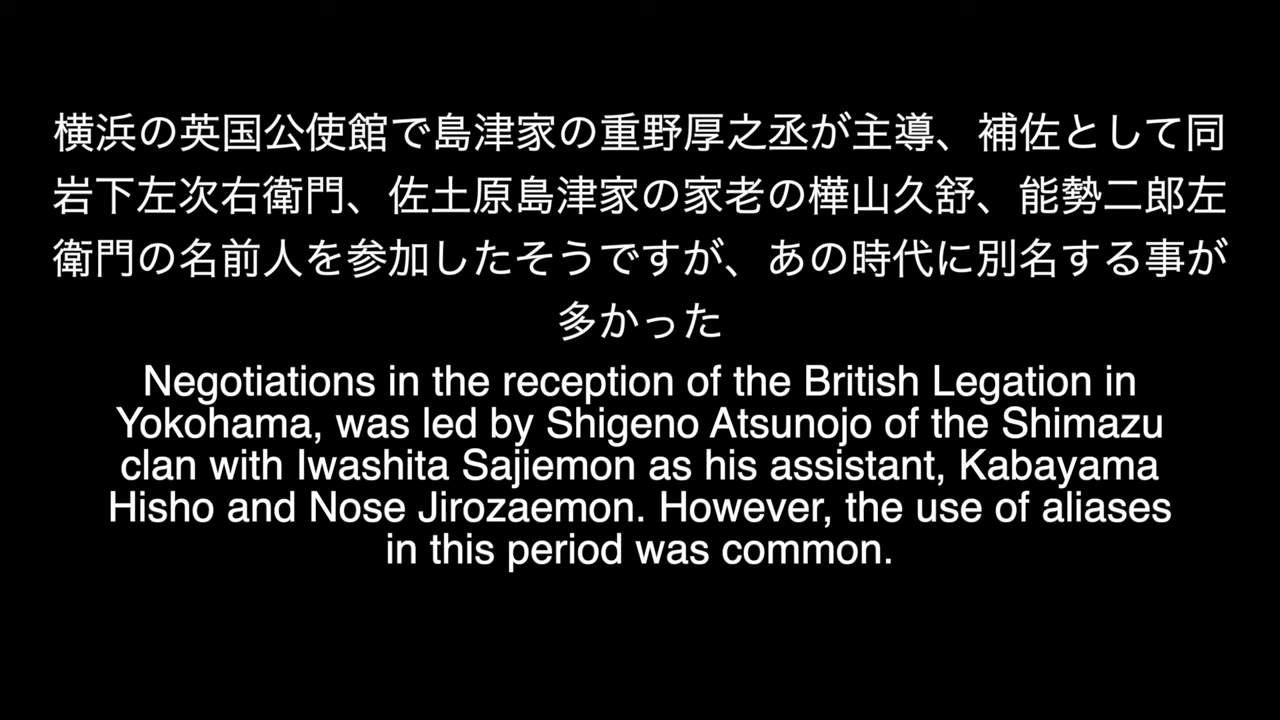 横浜の英国公使館で島津家の重野厚之丞が主導、補佐として同
岩下左次右衛門、佐土原島津家の家老の樺山久舒、能勢二郎左
衛門の名前人を参加したそうですが、あの時代に別名する事が
多かった
Negotiations in the reception of the British Legation in
Yokohama, was led by Shigeno Atsunojo of the Shimazu
clan with Iwashita Sajiemon as his assistant, Kabayama
Hisho and Nose Jirozaemon. However, the use of aliases
in this period was common.